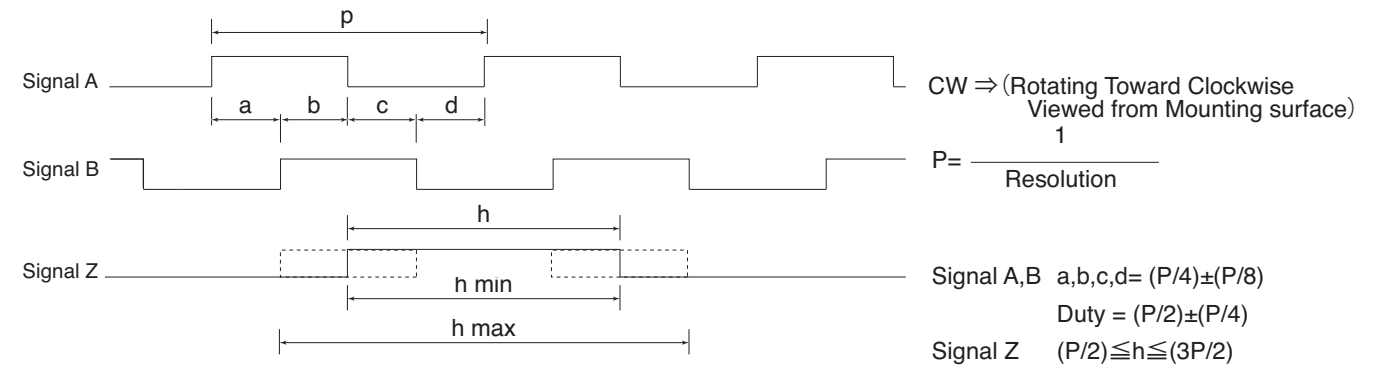 p
Signal A
a b c d
Signal B
h
Signal Z
h min
h max
CW ⇒(Rotating Toward Clockwise
Viewed from Mounting surface)
P= 1
Resolution
Signal A,B a,b,c,d= (P/4)±(P/8)
Duty = (P/2)±(P/4)
Signal Z (P/2)≦h≦(3P/2)